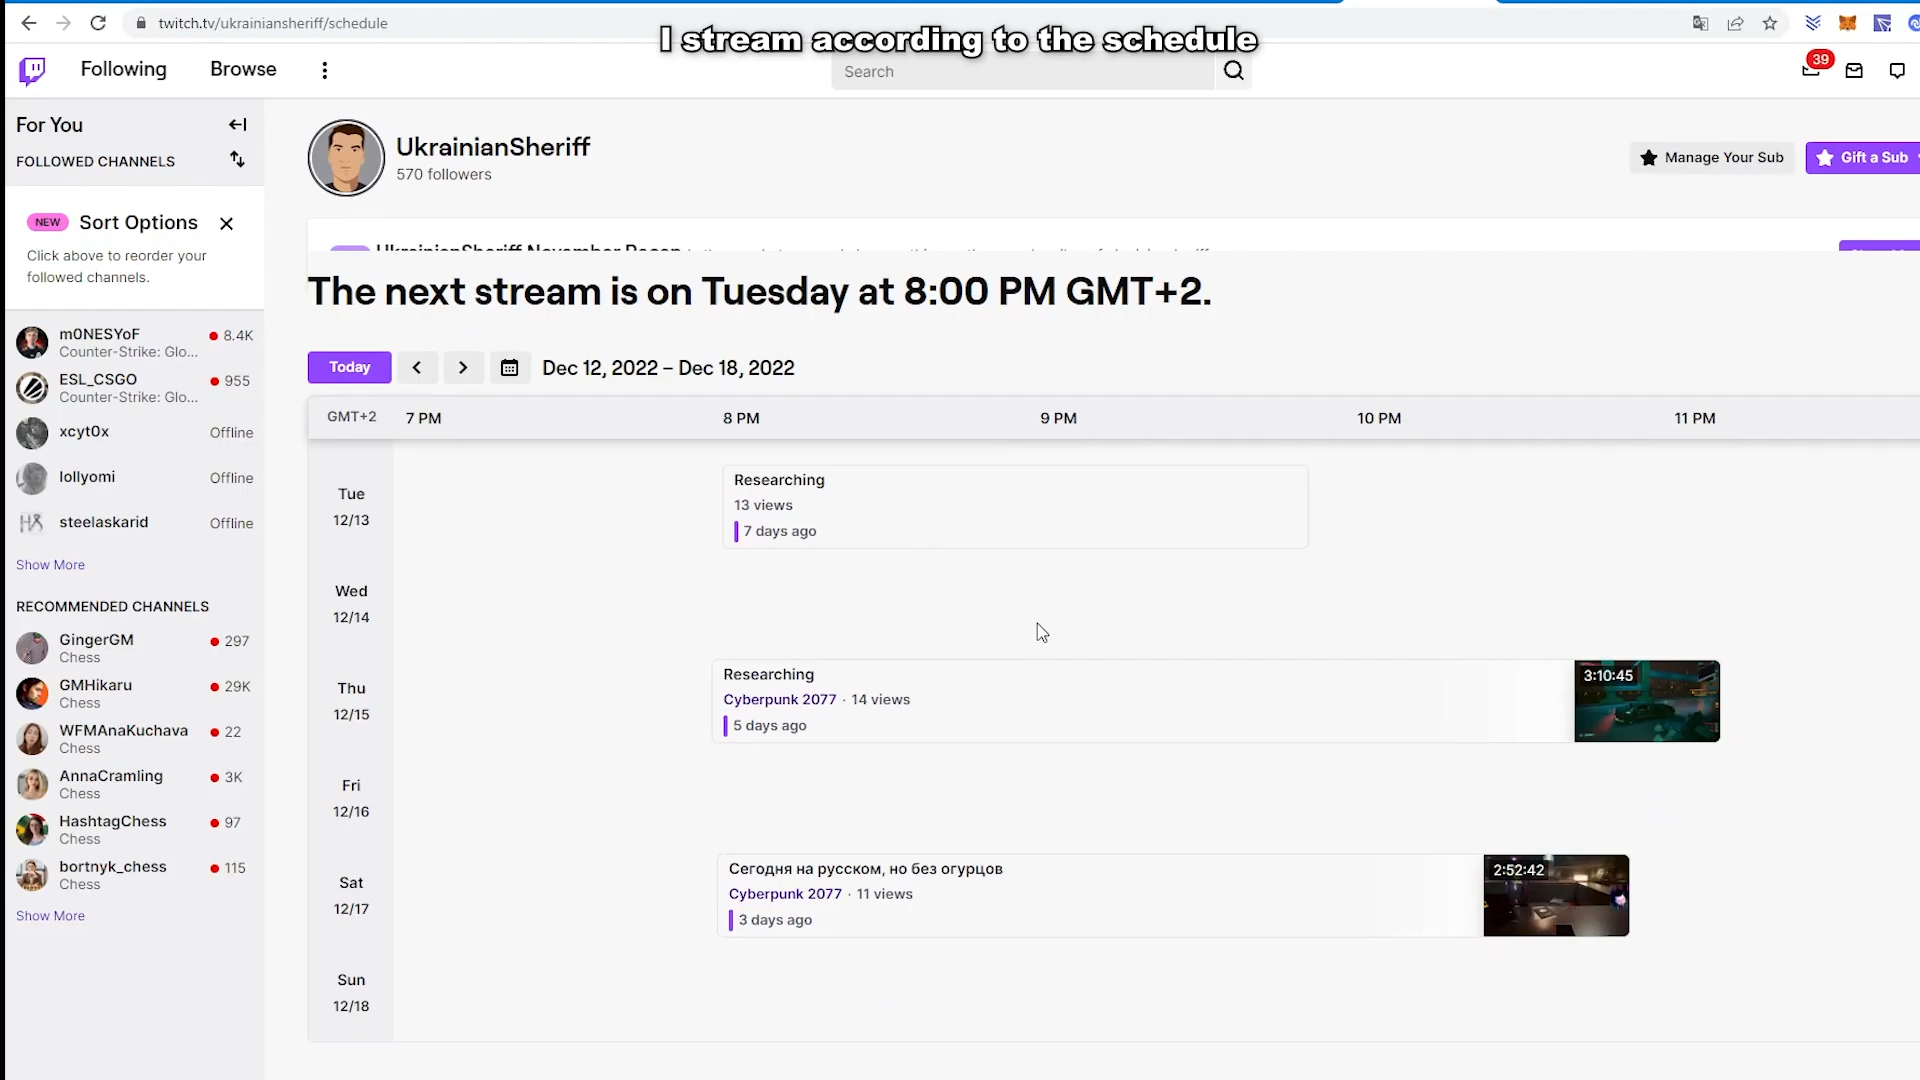 twitch.tv/ukrainiansheriff/schedule
I stream according to the schedule
Following
Browse
Search
39
For You
FOLLOWED CHANNELS
NEW
Sort Options
Click above to reorder your
followed channels.
m0NESYoF
8.4K
Counter-Strike: Glo...
ESL_CSGO
955
Counter-Strike: Glo...
xcyt0x
Offline
lollyomi
Offline
steelaskarid
Offline
Show More
RECOMMENDED CHANNELS
GingerGM
297
Chess
GMHikaru
29K
Chess
WFMAnaKuchava
22
Chess
AnnaCramling
3K
Chess
HashtagChess
97
Chess
bortnyk_chess
115
Chess
Show More
UkrainianSheriff
570 followers
Manage Your Sub
Gift a Sub
UkrainianSheriff November Recap
The next stream is on Tuesday at 8:00 PM GMT+2.
Today
Dec 12, 2022 – Dec 18, 2022
GMT+2
7 PM
8 PM
9 PM
10 PM
11 PM
Tue
12/13
Researching
13 views
7 days ago
Wed
12/14
Thu
12/15
Researching
Cyberpunk 2077 · 14 views
5 days ago
3:10:45
Fri
12/16
Sat
12/17
Сегодня на русском, но без огурцов
Cyberpunk 2077 · 11 views
3 days ago
2:52:42
Sun
12/18